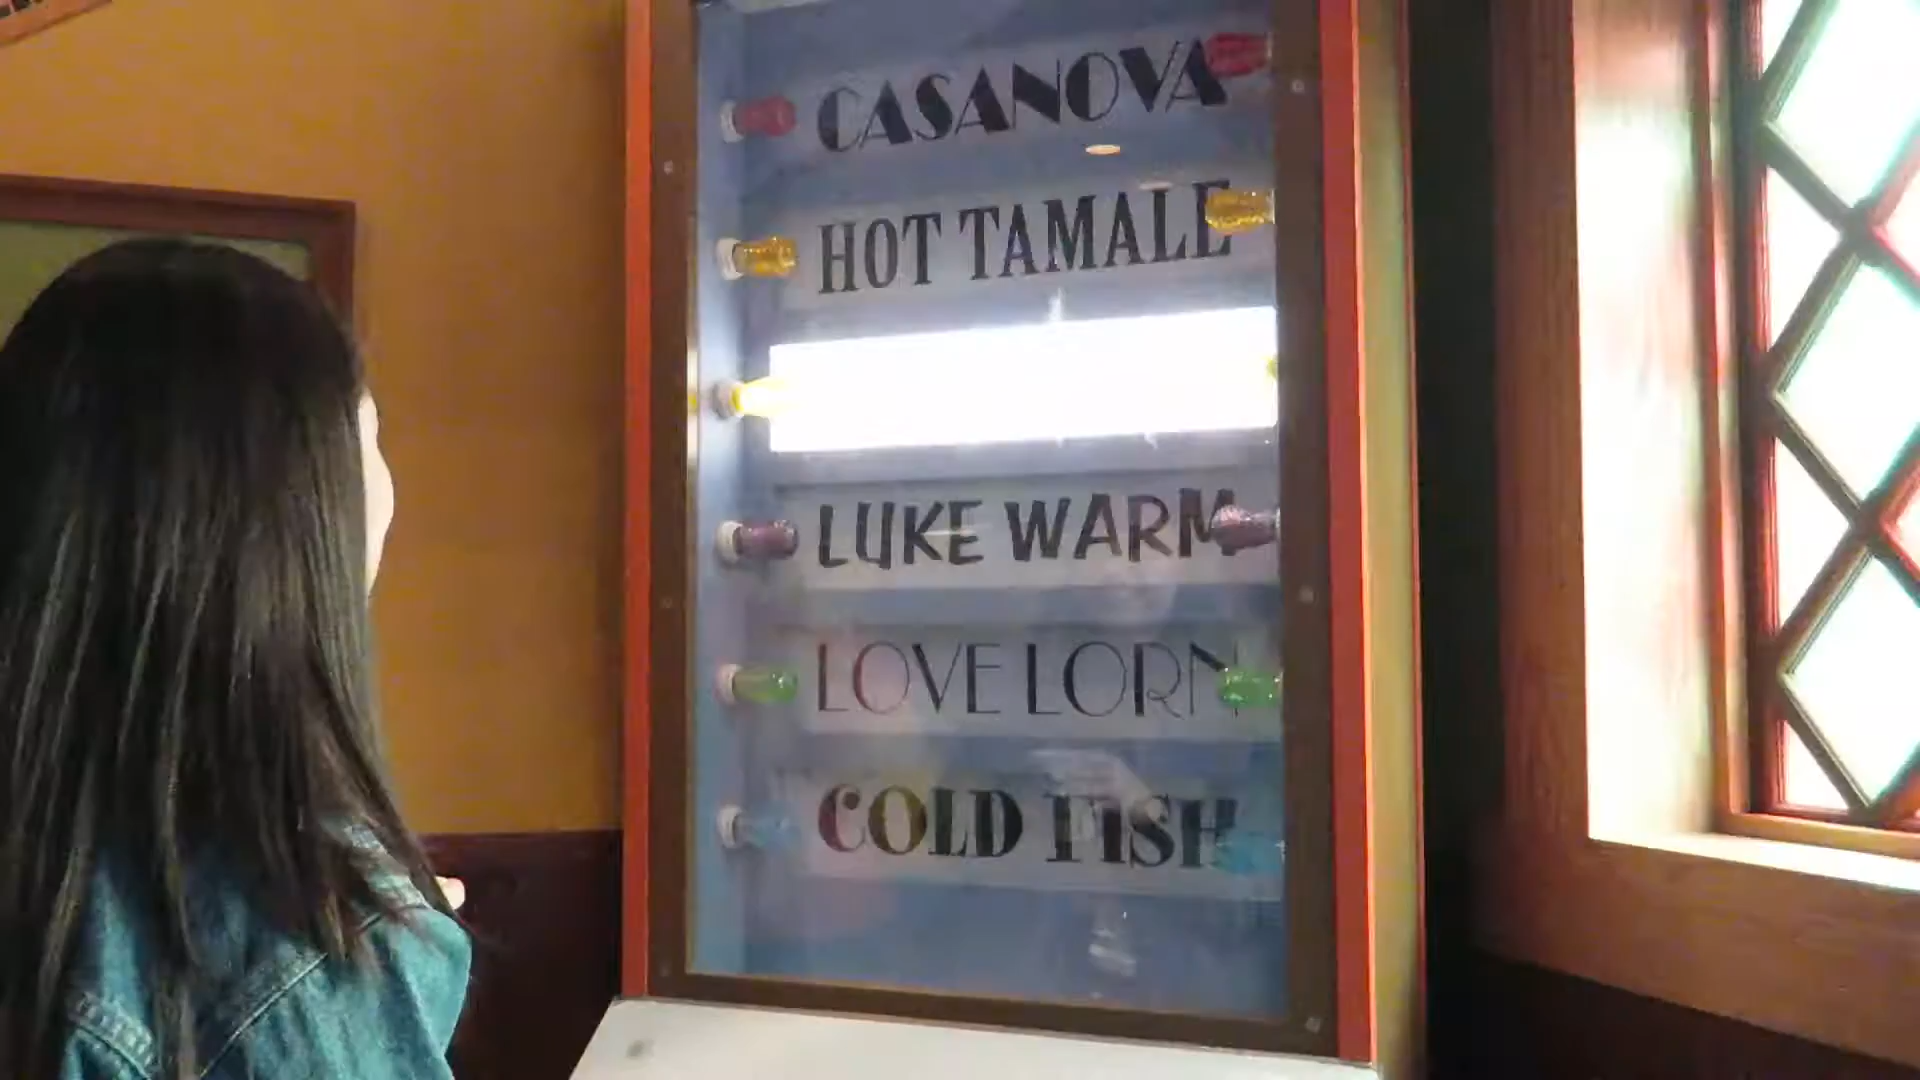 CASANOVA
HOT TAMALE
LUKE WARM
LOVE LORN
COLD FISH